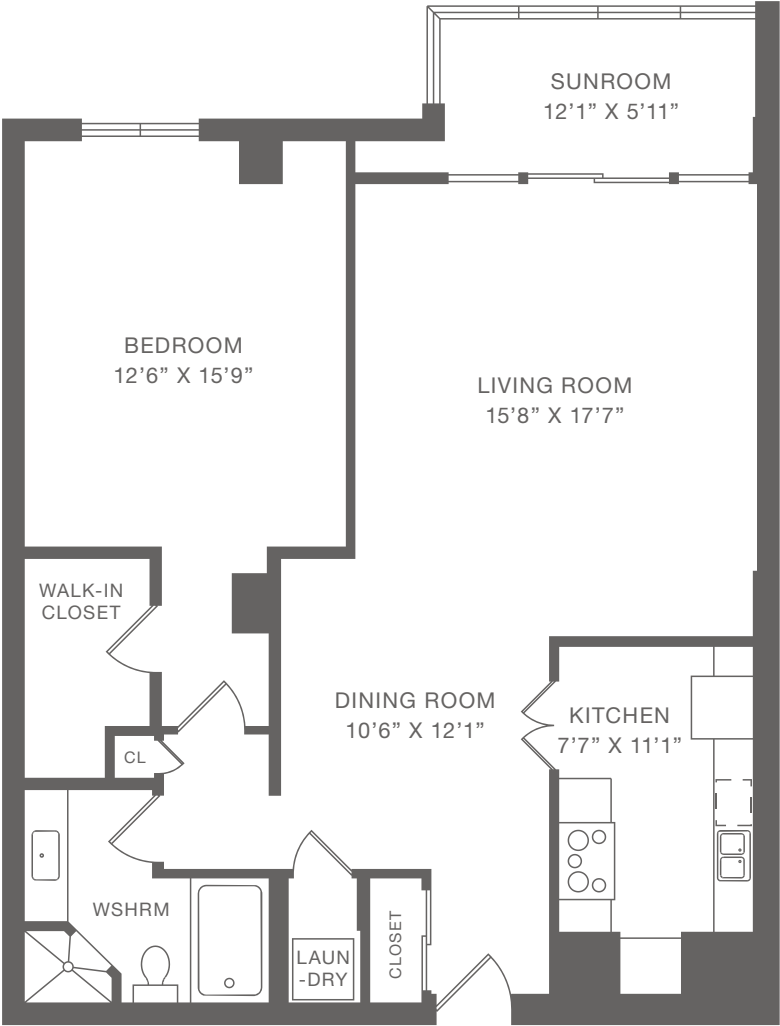 SUNROOM
12’1” X 5’11”
BEDROOM
12’6” X 15’9”
LIVING ROOM
15’8” X 17’7”
WALK-IN
CLOSET
DINING ROOM
10’6” X 12’1”
KITCHEN
7’7” X 11’1”
CL
WSHRM
CLOSET
LAUN
-DRY